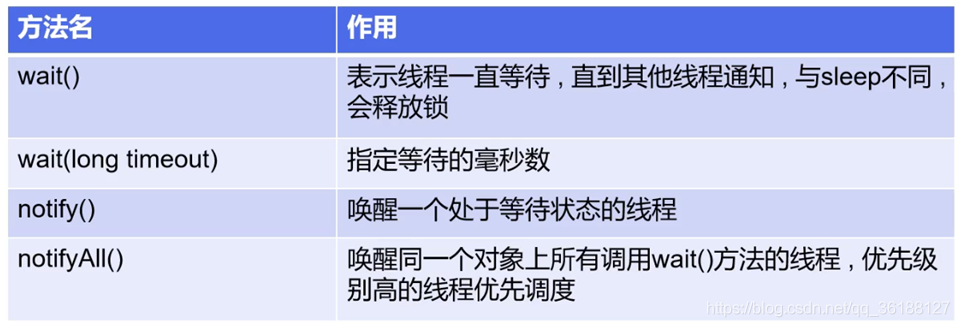 方法名 作用
wait() 表示线程一直等待，直到其他线程通知，与sleep不同，
会释放锁
wait(long timeout) 指定等待的毫秒数
notify() 唤醒一个处于等待状态的线程
notifyAll() 唤醒同一个对象上所有调用wait()方法的线程，优先级
别高的线程优先调度
https://blog.csdn.net/qq_36188127